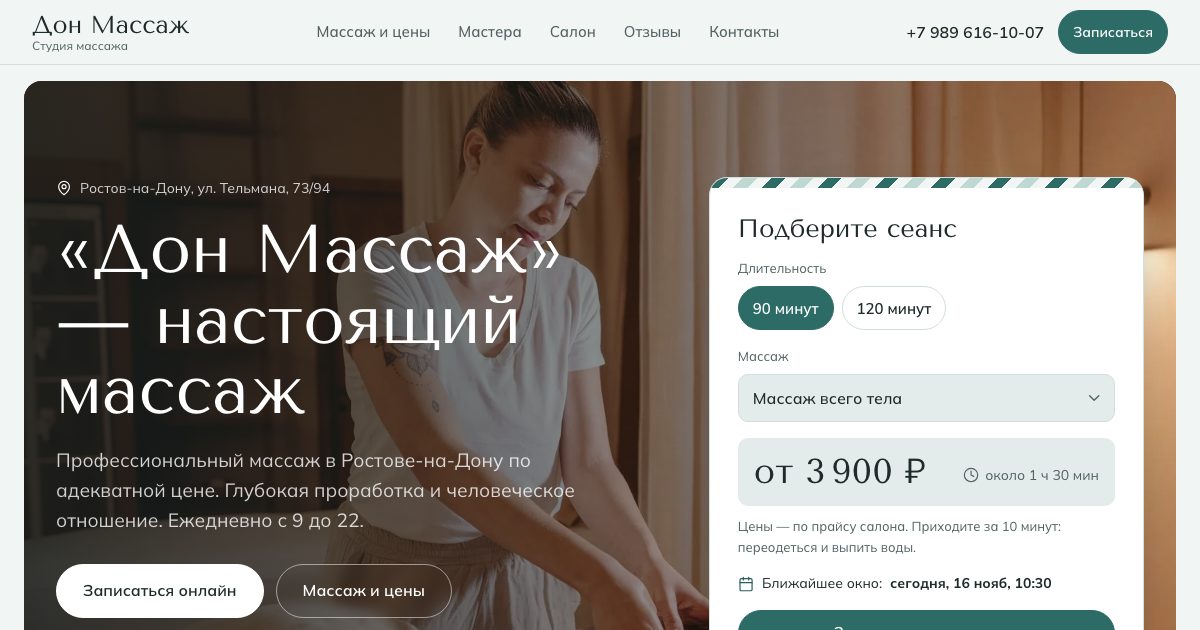 Дон Массаж
Студия массажа
Массаж и цены
Мастера
Салон
Отзывы
Контакты
+7 989 616-10-07
Записаться
Ростов-на-Дону, ул. Тельмана, 73/94
«Дон Массаж»
— настоящий
массаж
Профессиональный массаж в Ростове-на-Дону по
адекватной цене. Глубокая проработка и человеческое
отношение. Ежедневно с 9 до 22.
Записаться онлайн
Массаж и цены
Подберите сеанс
Длительность
90 минут
120 минут
Массаж
Массаж всего тела
от 3 900 ₽
около 1 ч 30 мин
Цены — по прайсу салона. Приходите за 10 минут:
переодеться и выпить воды.
Ближайшее окно: сегодня, 16 нояб, 10:30